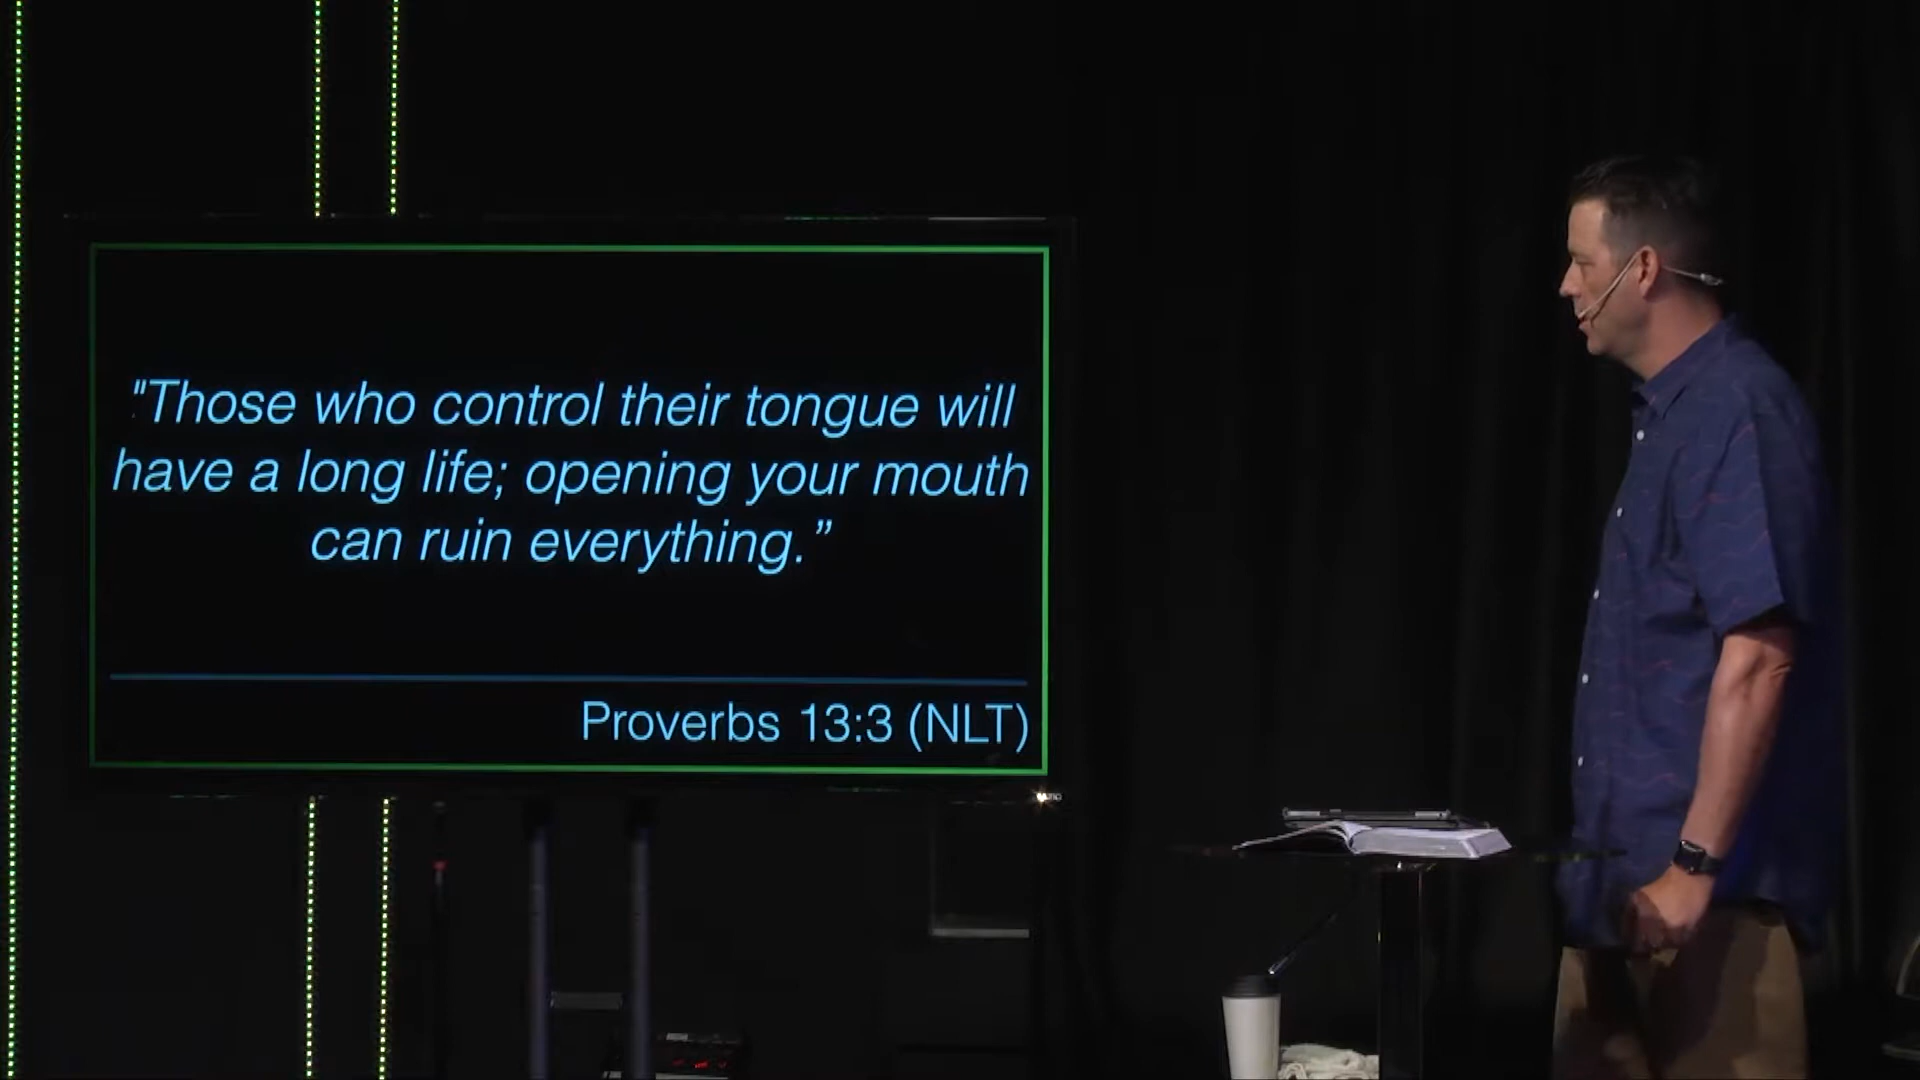 "Those who control their tongue will
have a long life; opening your mouth
can ruin everything.”
Proverbs 13:3 (NLT)